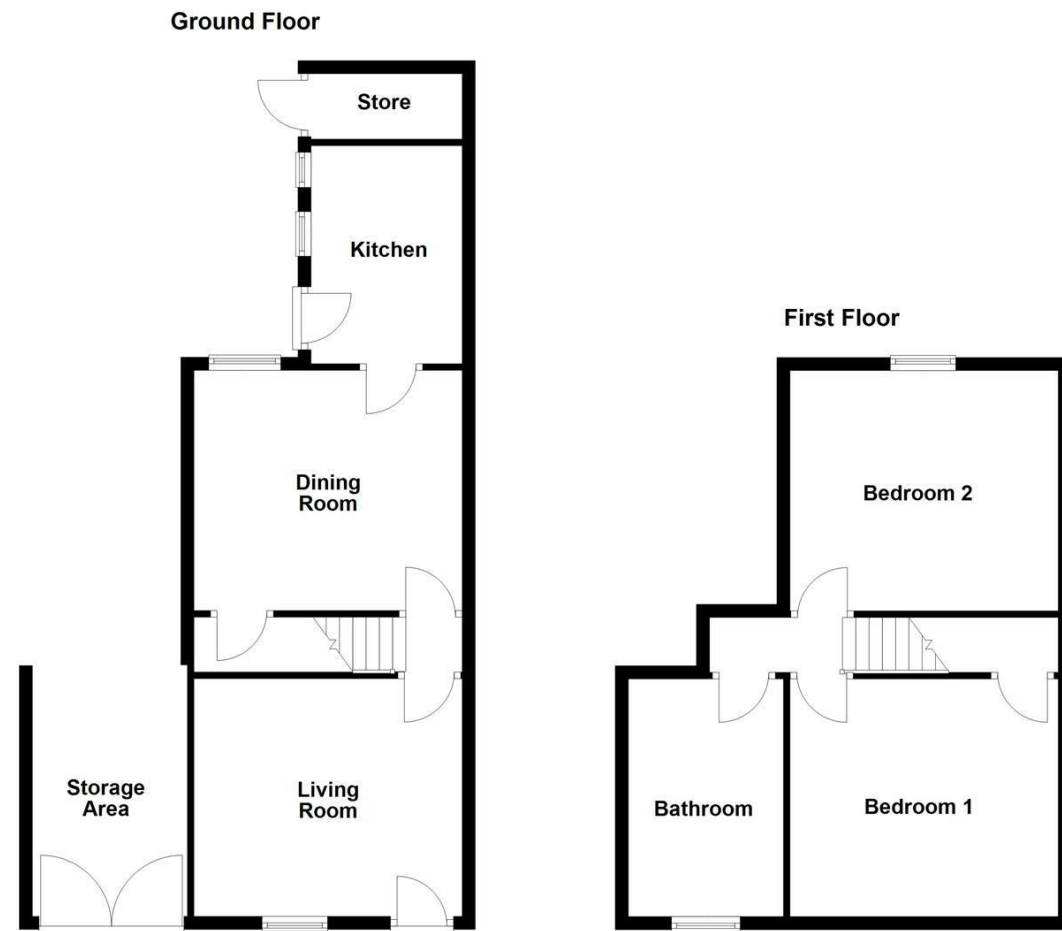 Ground Floor
Store
Kitchen
Dining
Room
Storage
Area
Living
Room
First Floor
Bedroom 2
Bathroom
Bedroom 1